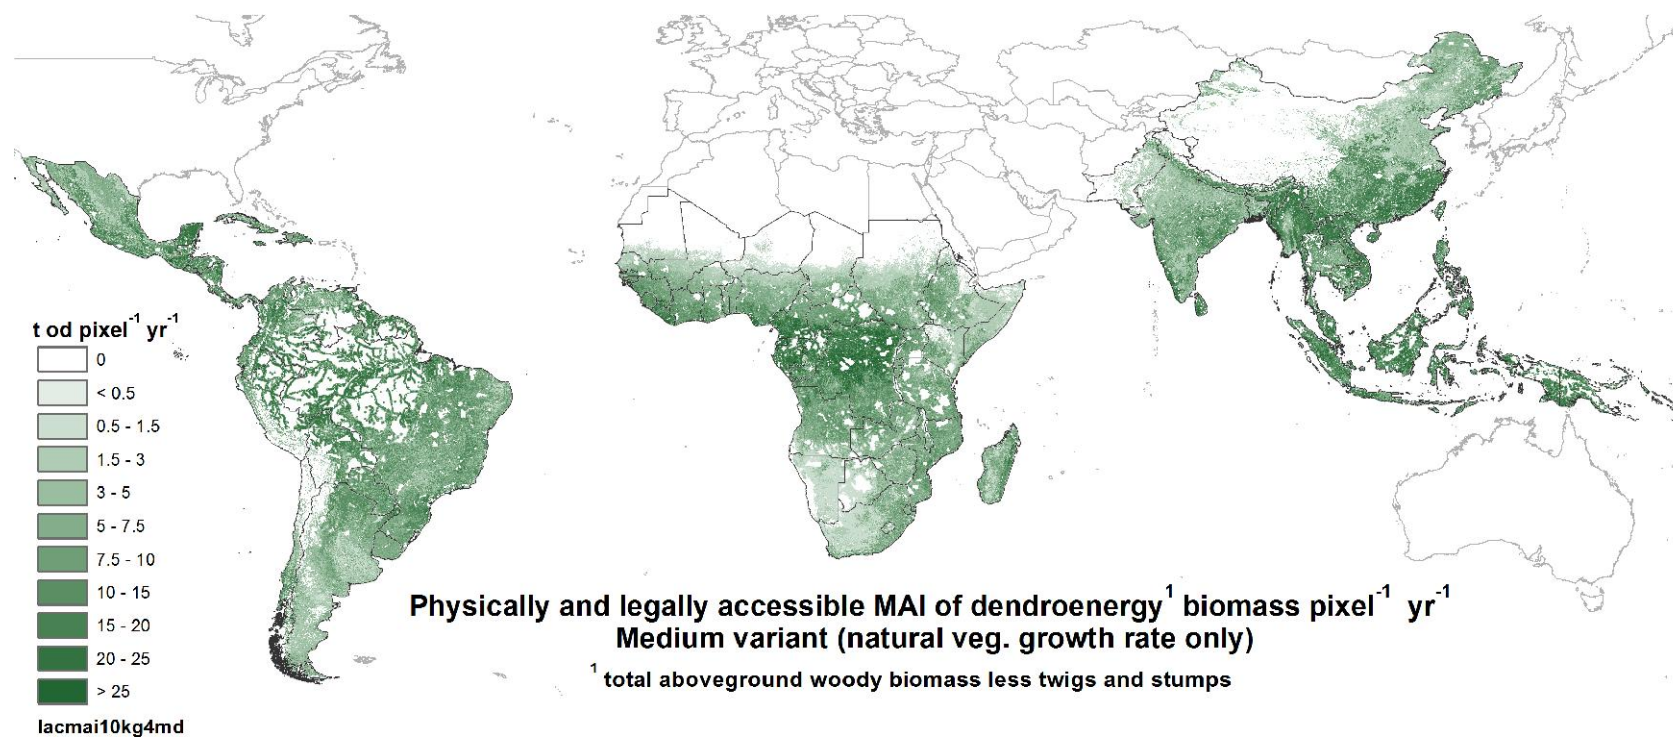 t od pixel⁻¹ yr⁻¹
0
< 0.5
0.5 - 1.5
1.5 - 3
3 - 5
5 - 7.5
7.5 - 10
10 - 15
15 - 20
20 - 25
> 25
lacmai10kg4md
Physically and legally accessible MAI of dendroenergy¹ biomass pixel⁻¹ yr⁻¹
Medium variant (natural veg. growth rate only)
¹ total aboveground woody biomass less twigs and stumps